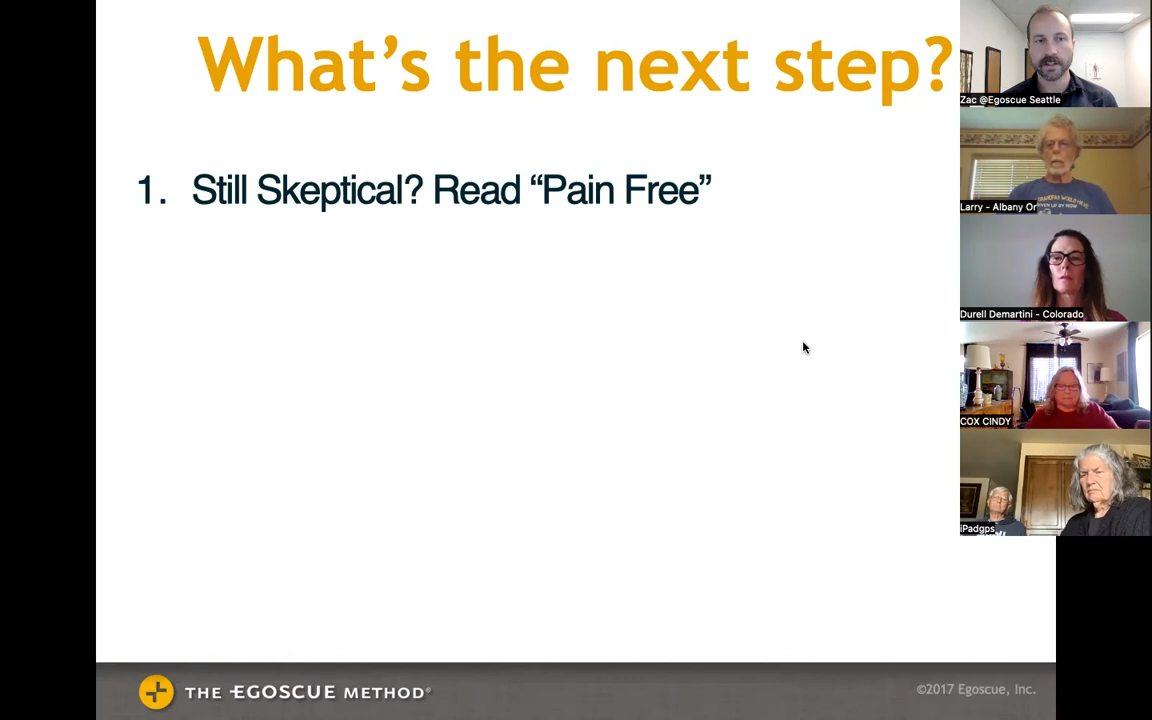 What's the next step?
1. Still Skeptical? Read “Pain Free”
Zac @Egoscue Seattle
Larry - Albany Or
Durell Demartini - Colorado
COX CINDY
iPadgps
THE EGOSCUE METHOD®
©2017 Egoscue, Inc.